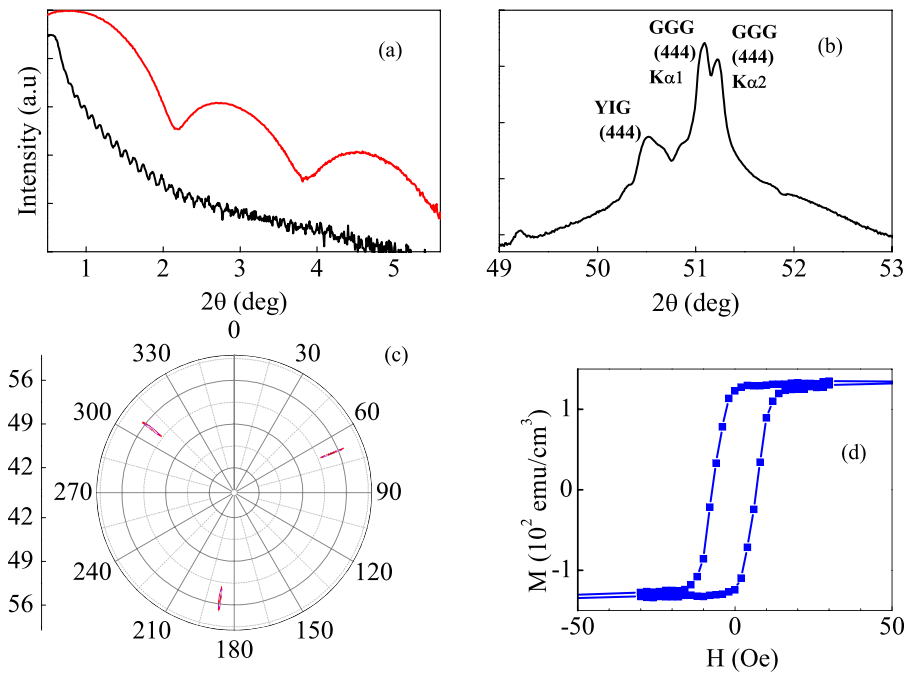 Intensity (a.u)
(a)
1 2 3 4 5
2θ (deg)
(b)
GGG
(444)
Kα1
GGG
(444)
Kα2
YIG
(444)
49 50 51 52 53
2θ (deg)
(c)
0
330 30
300 60
270 90
240 120
210 150
180
56
49
42
42
49
56
(d)
M (10² emu/cm³)
1
0
-1
-50 0 50
H (Oe)